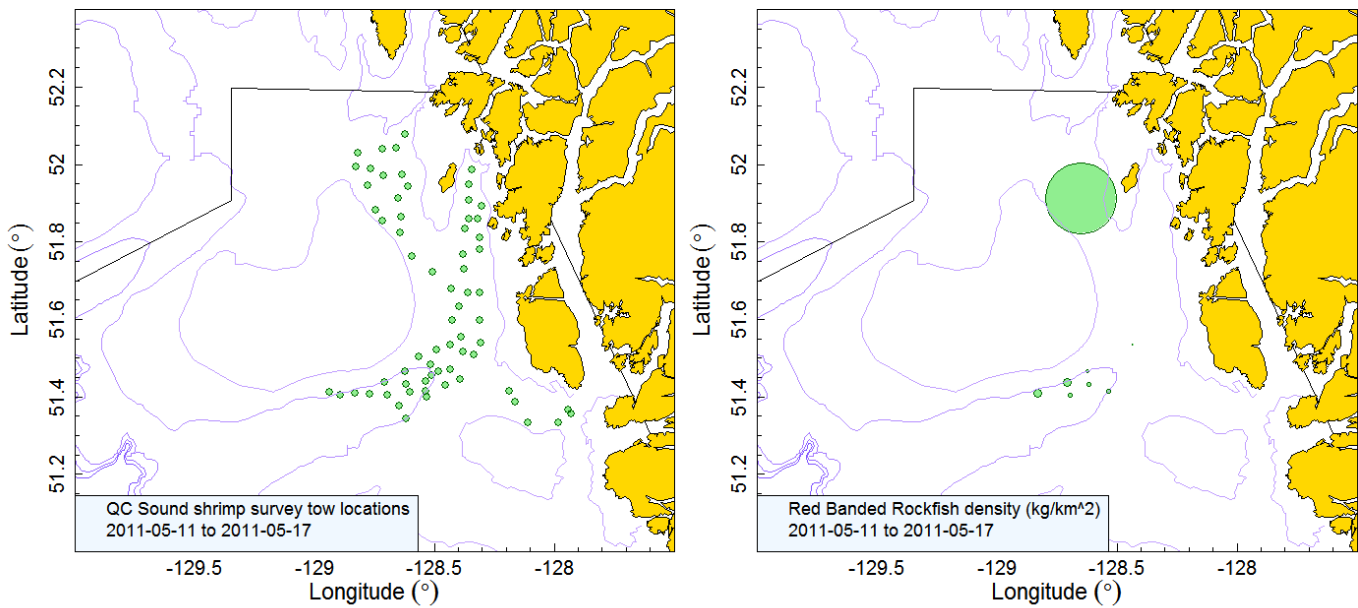 52.2
52
51.8
51.6
51.4
51.2
Latitude (°)
QC Sound shrimp survey tow locations
2011-05-11 to 2011-05-17
-129.5
-129
-128.5
-128
Longitude (°)
52.2
52
51.8
51.6
51.4
51.2
Latitude (°)
Red Banded Rockfish density (kg/km^2)
2011-05-11 to 2011-05-17
-129.5
-129
-128.5
-128
Longitude (°)